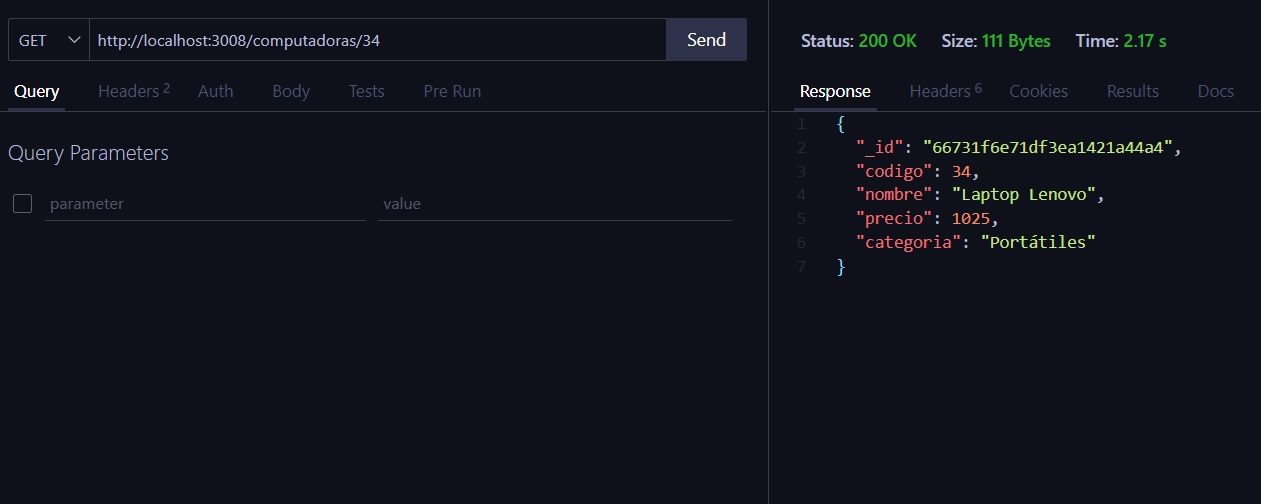 GET http://localhost:3008/computadoras/34 Send
Query Headers 2 Auth Body Tests Pre Run
Query Parameters
parameter value
Status: 200 OK Size: 111 Bytes Time: 2.17 s
Response Headers 6 Cookies Results Docs
1 {
2 "_id": "66731f6e71df3ea1421a44a4",
3 "codigo": 34,
4 "nombre": "Laptop Lenovo",
5 "precio": 1025,
6 "categoria": "Portátiles"
7 }